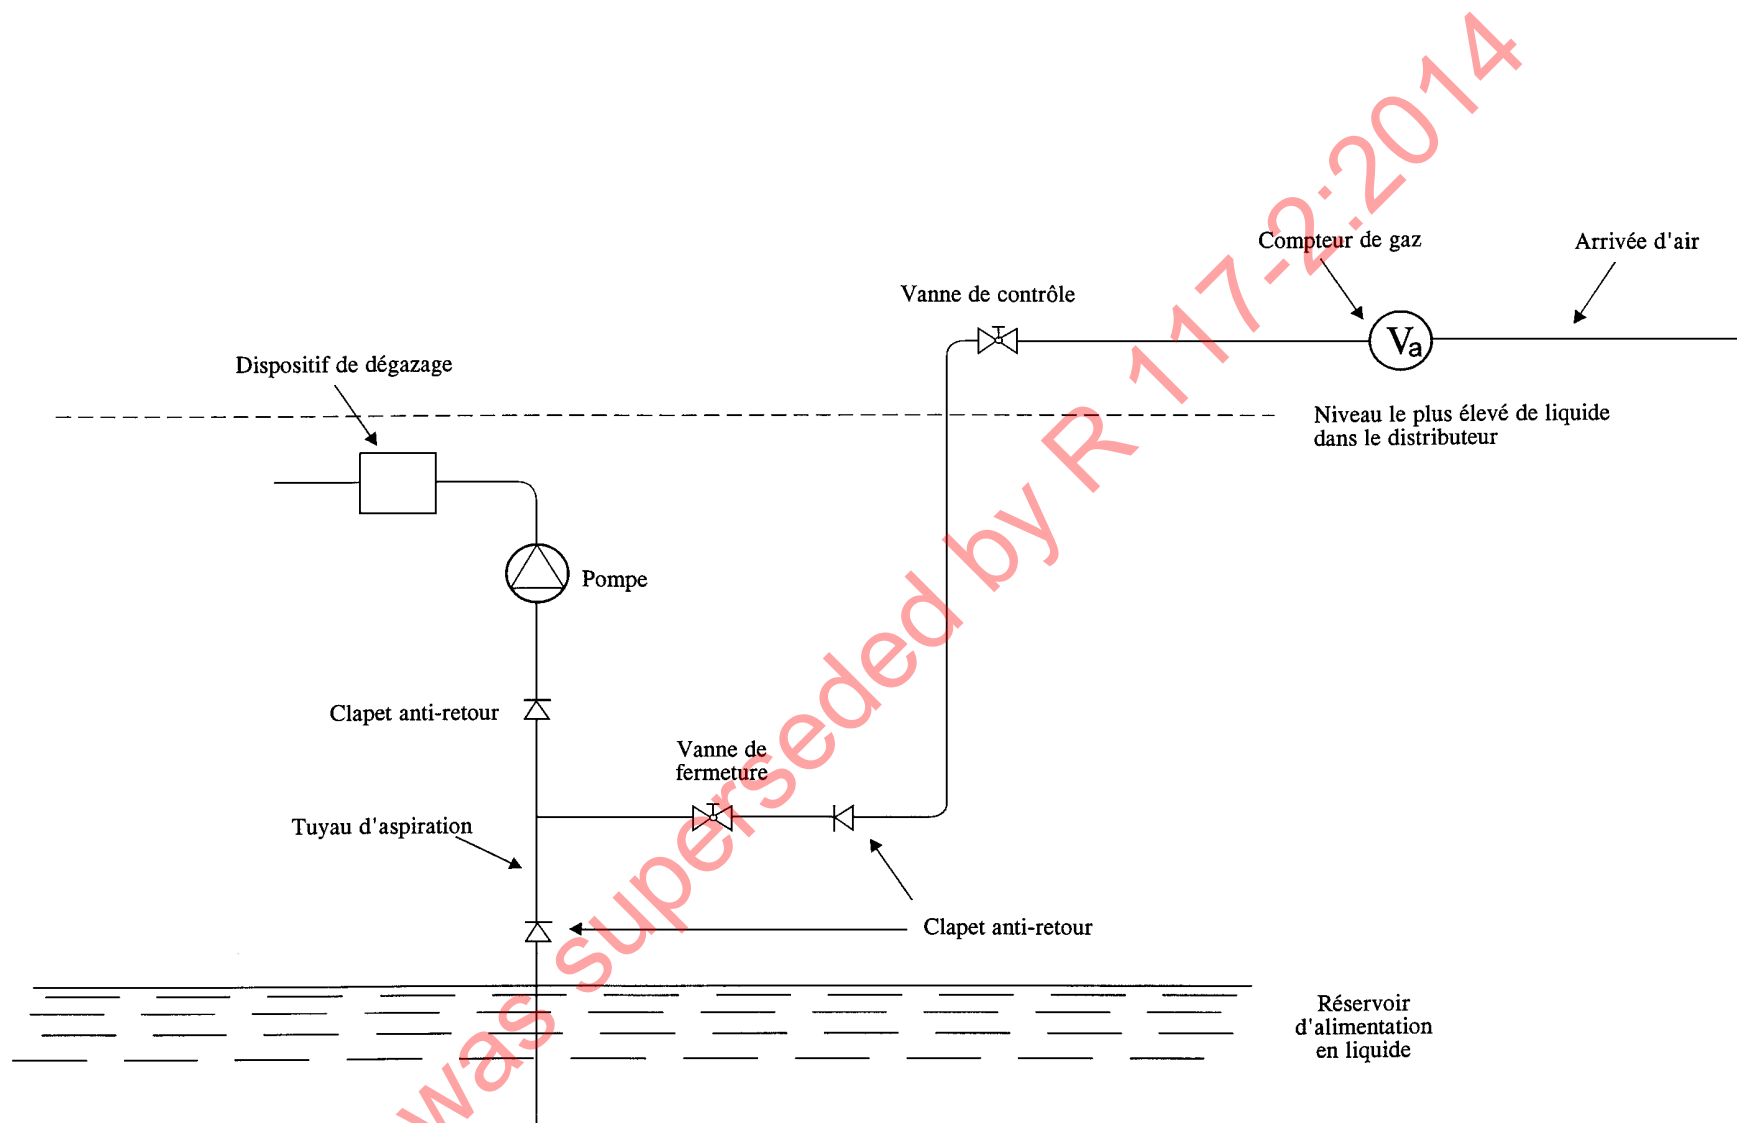 Compteur de gaz
Arrivée d'air
Vanne de contrôle
Dispositif de dégazage
Va
Niveau le plus élevé de liquide
dans le distributeur
Pompe
Clapet anti-retour
Vanne de
fermeture
Tuyau d'aspiration
Clapet anti-retour
Réservoir
d'alimentation
en liquide
was superseded by R 117-2:2014